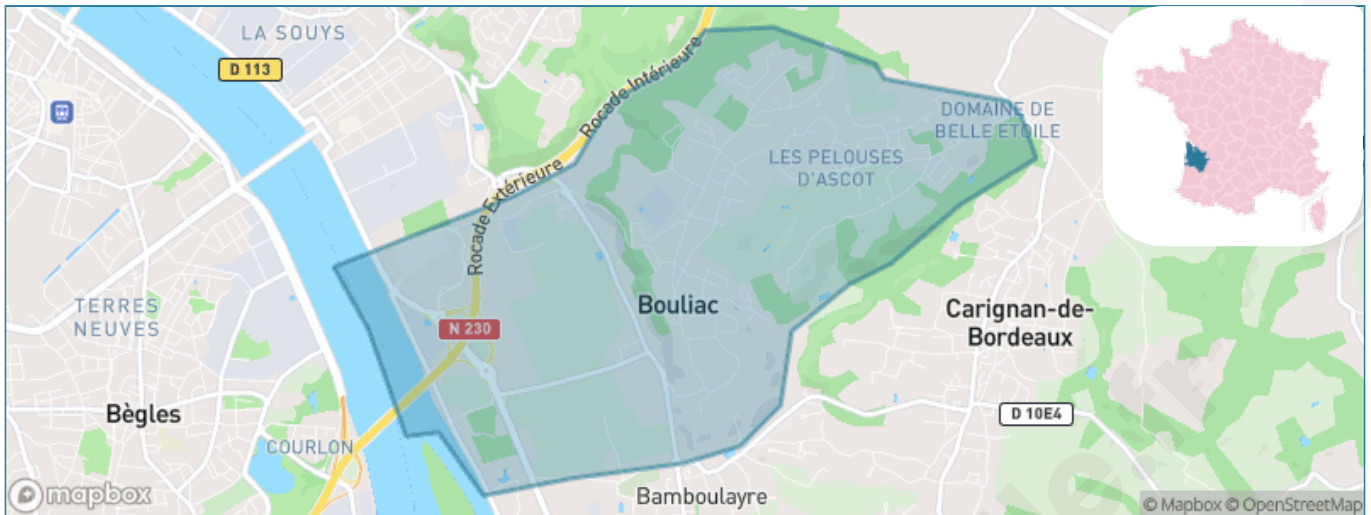 LA SOUYS
D 113
Rocade Intérieure
DOMAINE DE
BELLE ETOILE
LES PELOUSES
D'ASCOT
Rocade Extérieure
TERRES
NEUVES
Bouliac
N 230
Carignan-de-
Bordeaux
Bègles
D 10E4
COURLON
Bamboulayre
mapbox
© Mapbox © OpenStreetMap